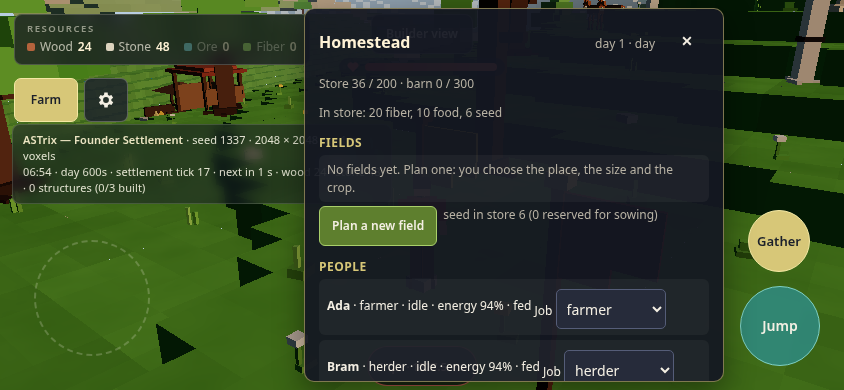 RESOURCES
Wood 24 Stone 48 Ore 0 Fiber 0
Farm
ASTrix — Founder Settlement · seed 1337 · 2048 × 20
voxels
06:54 · day 600s · settlement tick 17 · next in 1 s · wood
· 0 structures (0/3 built)
Builder view
Homestead
day 1 · day
×
Store 36 / 200 · barn 0 / 300
In store: 20 fiber, 10 food, 6 seed
FIELDS
No fields yet. Plan one: you choose the place, the size and the
crop.
Plan a new field
seed in store 6 (0 reserved for sowing)
PEOPLE
Ada · farmer · idle · energy 94% · fed Job farmer
Bram · herder · idle · energy 94% · fed Job herder
Gather
Jump